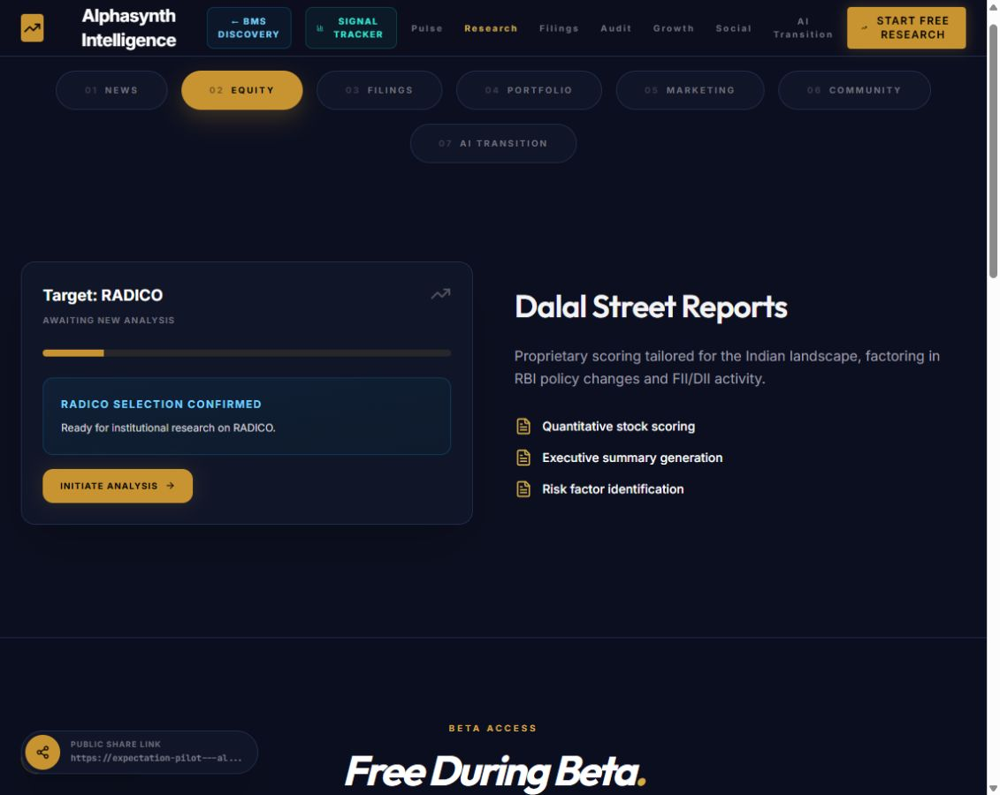 Alphasynth
Intelligence
← BMS
DISCOVERY
SIGNAL
TRACKER
Pulse
Research
Filings
Audit
Growth
Social
AI
Transition
START FREE
RESEARCH
01 NEWS
02 EQUITY
03 FILINGS
04 PORTFOLIO
05 MARKETING
06 COMMUNITY
07 AI TRANSITION
Target: RADICO
AWAITING NEW ANALYSIS
RADICO SELECTION CONFIRMED
Ready for institutional research on RADICO.
INITIATE ANALYSIS →
Dalal Street Reports
Proprietary scoring tailored for the Indian landscape, factoring in
RBI policy changes and FII/DII activity.
Quantitative stock scoring
Executive summary generation
Risk factor identification
BETA ACCESS
Free During Beta.
PUBLIC SHARE LINK
https://expectation-pilot---al...